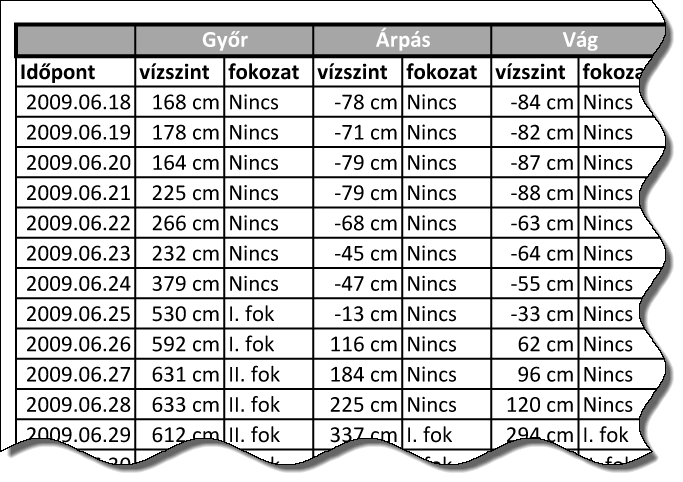 Győr Árpás Vág
Időpont vízszint fokozat vízszint fokozat vízszint
2009.06.18 168 cm Nincs -78 cm Nincs -84 cm Nincs
2009.06.19 178 cm Nincs -71 cm Nincs -82 cm Nincs
2009.06.20 164 cm Nincs -79 cm Nincs -87 cm Nincs
2009.06.21 225 cm Nincs -79 cm Nincs -88 cm Nincs
2009.06.22 266 cm Nincs -68 cm Nincs -63 cm Nincs
2009.06.23 232 cm Nincs -45 cm Nincs -64 cm Nincs
2009.06.24 379 cm Nincs -47 cm Nincs -55 cm Nincs
2009.06.25 530 cm I. fok -13 cm Nincs -33 cm Nincs
2009.06.26 592 cm I. fok 116 cm Nincs 62 cm Nincs
2009.06.27 631 cm II. fok 184 cm Nincs 96 cm Nincs
2009.06.28 633 cm II. fok 225 cm Nincs 120 cm Nincs
2009.06.29 612 cm II. fok 337 cm I. fok 294 cm I. fok